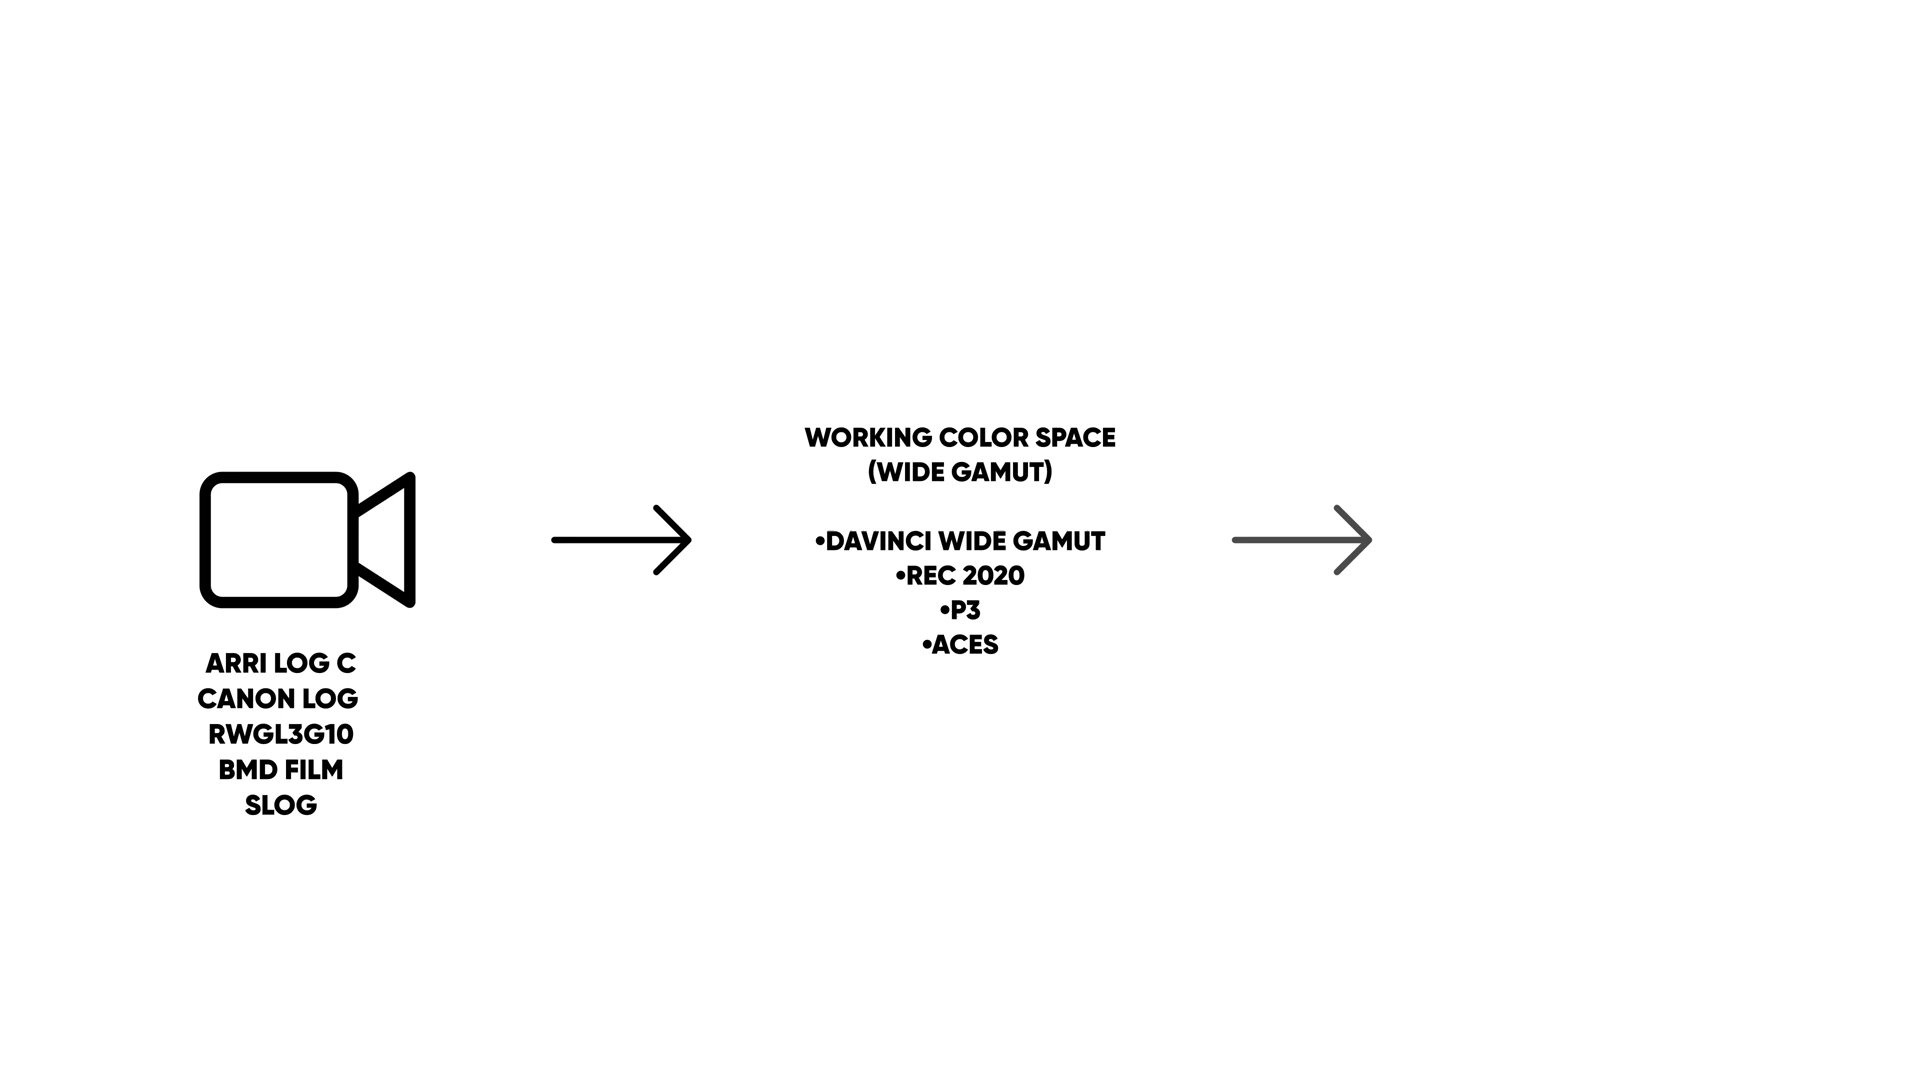 ARRI LOG C
CANON LOG
RWGL3G10
BMD FILM
SLOG
WORKING COLOR SPACE
(WIDE GAMUT)
•DAVINCI WIDE GAMUT
•REC 2020
•P3
•ACES